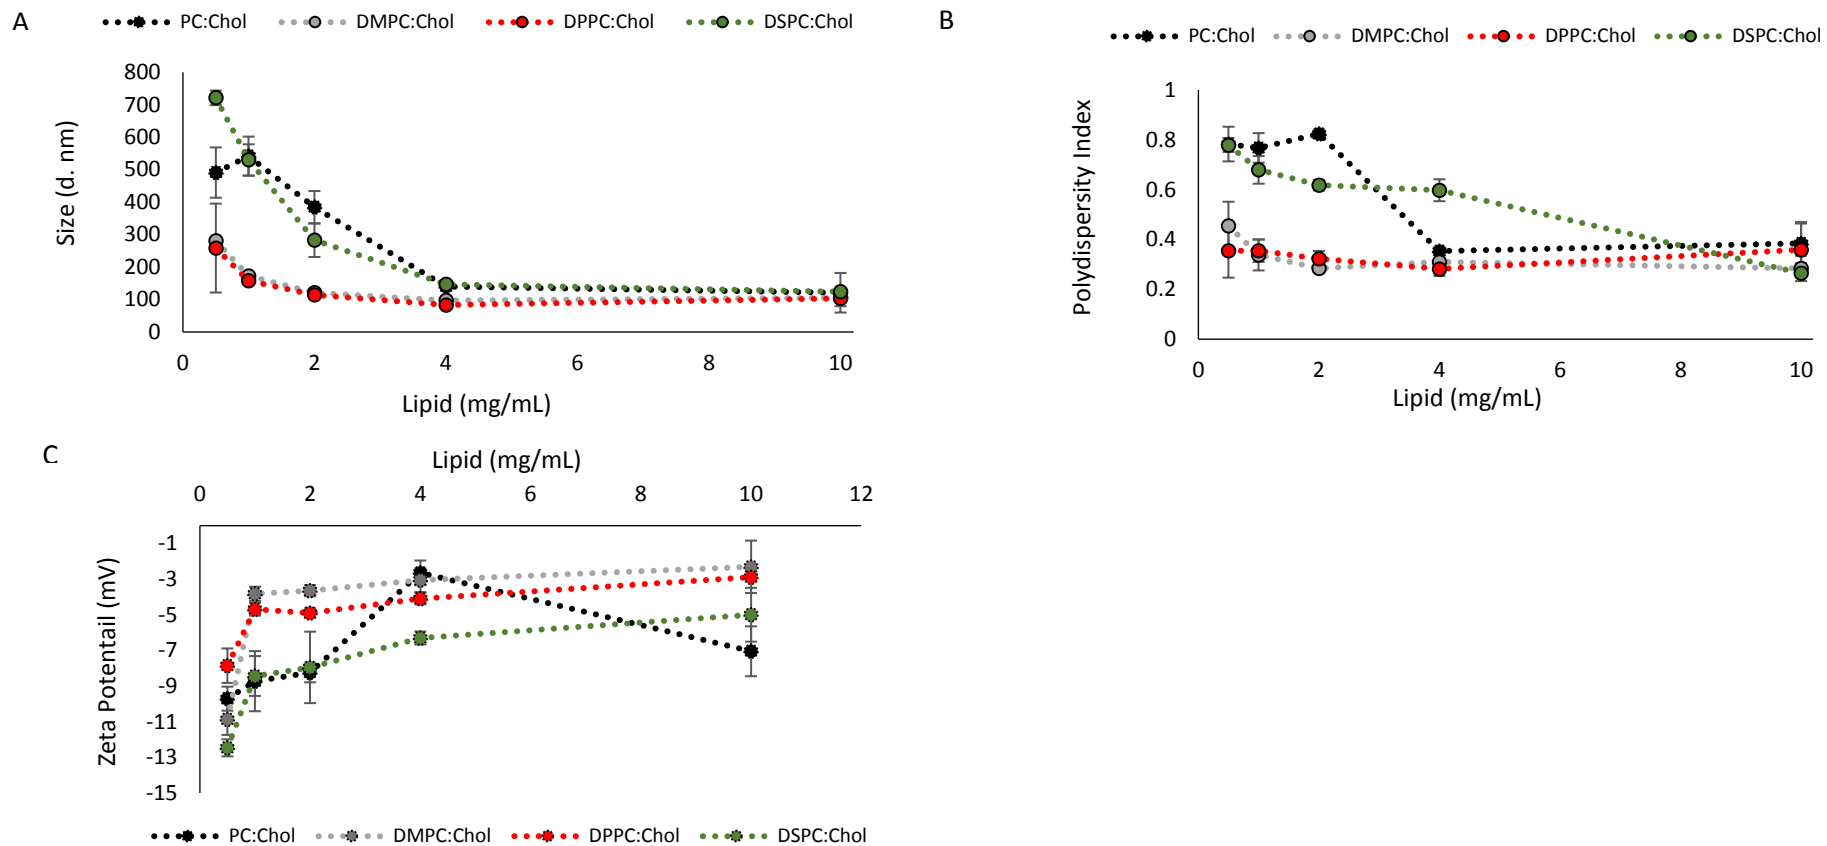 A
PC:Chol DMPC:Chol DPPC:Chol DSPC:Chol
800
700
600
500
400
300
200
100
0
Size (d. nm)
0 2 4 6 8 10
Lipid (mg/mL)
B
PC:Chol DMPC:Chol DPPC:Chol DSPC:Chol
1
0.8
0.6
0.4
0.2
0
Polydispersity Index
0 2 4 6 8 10
Lipid (mg/mL)
C
Lipid (mg/mL)
0 2 4 6 8 10 12
-1
-3
-5
-7
-9
-11
-13
-15
Zeta Potentail (mV)
PC:Chol DMPC:Chol DPPC:Chol DSPC:Chol